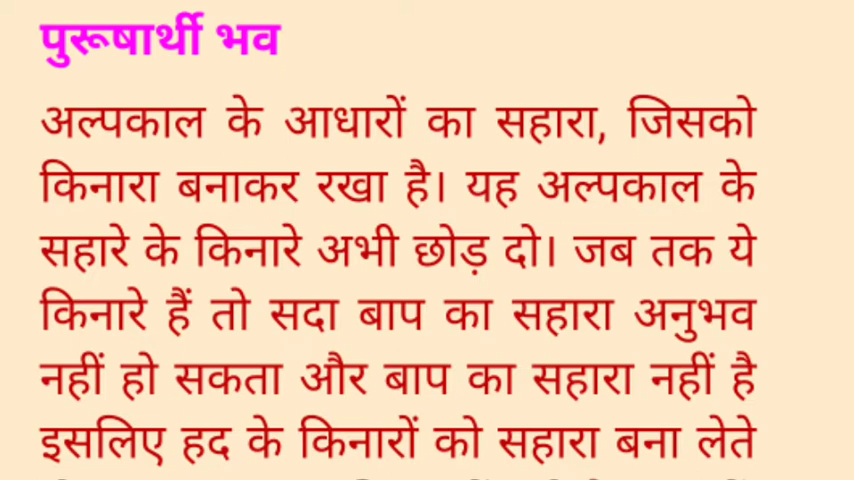 पुरूषार्थी भव
अल्पकाल के आधारों का सहारा, जिसको
किनारा बनाकर रखा है। यह अल्पकाल के
सहारे के किनारे अभी छोड़ दो। जब तक ये
किनारे हैं तो सदा बाप का सहारा अनुभव
नहीं हो सकता और बाप का सहारा नहीं है
इसलिए हद के किनारों को सहारा बना लेते